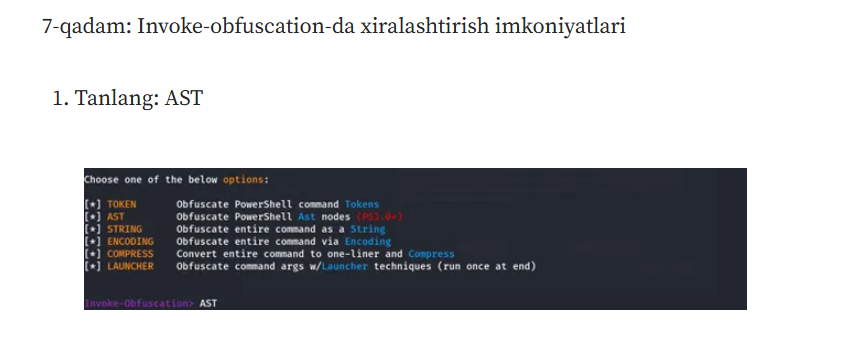 7-qadam: Invoke-obfuscation-da xiralashtirish imkoniyatlari
1. Tanlang: AST
Choose one of the below options:
[*] TOKEN Obfuscate PowerShell command Tokens
[*] AST Obfuscate PowerShell Ast nodes (PS3.0+)
[*] STRING Obfuscate entire command as a String
[*] ENCODING Obfuscate entire command via Encoding
[*] COMPRESS Convert entire command to one-liner and Compress
[*] LAUNCHER Obfuscate command args w/Launcher techniques (run once at end)
Invoke-Obfuscation> AST